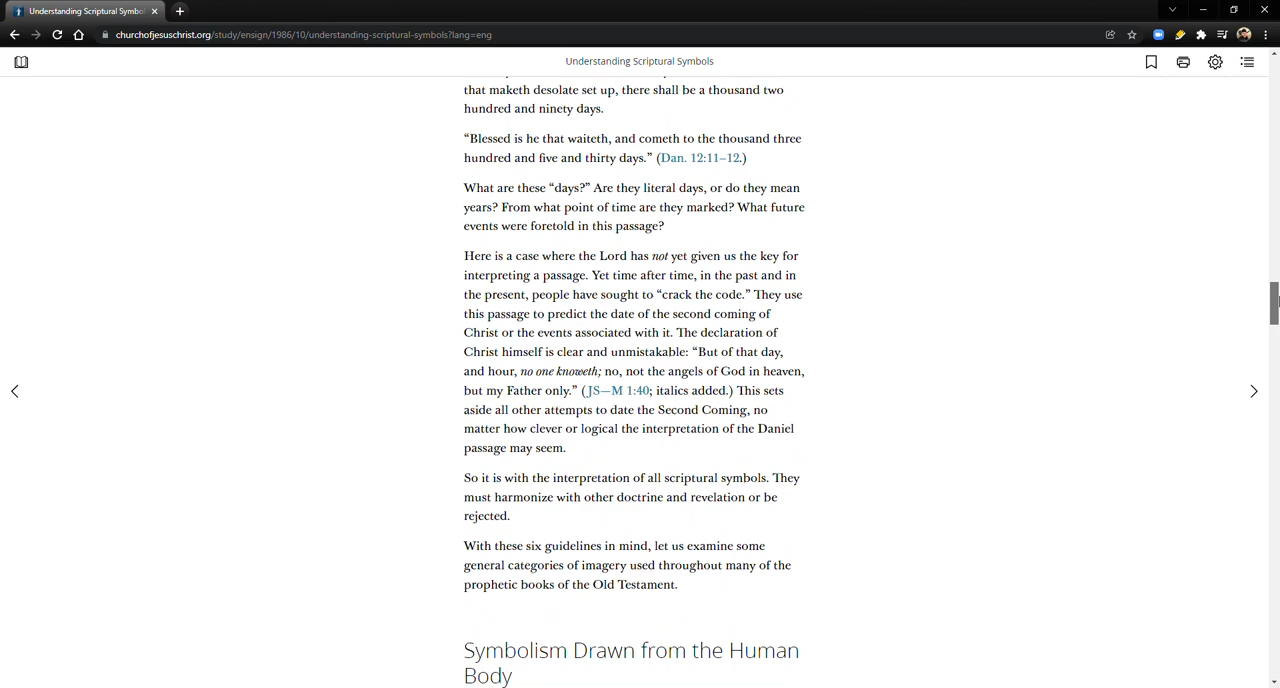 Understanding Scriptural Symbo
churchofjesuschrist.org/study/ensign/1986/10/understanding-scriptural-symbols?lang=eng
Understanding Scriptural Symbols
that maketh desolate set up, there shall be a thousand two
hundred and ninety days.
“Blessed is he that waiteth, and cometh to the thousand three
hundred and five and thirty days.” (Dan. 12:11–12.)
What are these “days?” Are they literal days, or do they mean
years? From what point of time are they marked? What future
events were foretold in this passage?
Here is a case where the Lord has not yet given us the key for
interpreting a passage. Yet time after time, in the past and in
the present, people have sought to “crack the code.” They use
this passage to predict the date of the second coming of
Christ or the events associated with it. The declaration of
Christ himself is clear and unmistakable: “But of that day,
and hour, no one knoweth; no, not the angels of God in heaven,
but my Father only.” (JS—M 1:40; italics added.) This sets
aside all other attempts to date the Second Coming, no
matter how clever or logical the interpretation of the Daniel
passage may seem.
So it is with the interpretation of all scriptural symbols. They
must harmonize with other doctrine and revelation or be
rejected.
With these six guidelines in mind, let us examine some
general categories of imagery used throughout many of the
prophetic books of the Old Testament.
Symbolism Drawn from the Human
Body